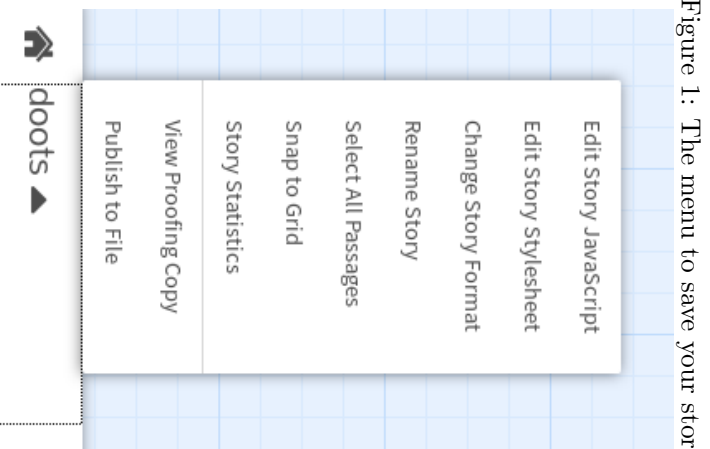 Figure 1: The menu to save your stor
Edit Story JavaScript
Edit Story Stylesheet
Change Story Format
Rename Story
Select All Passages
Snap to Grid
Story Statistics
View Proofing Copy
Publish to File
doots